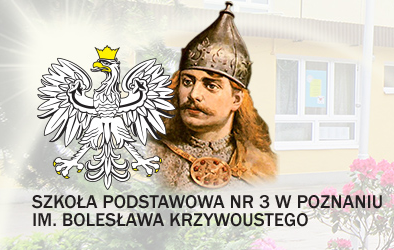 SZKOŁA PODSTAWOWA NR 3 W POZNANIU
IM. BOLESŁAWA KRZYWOUSTEGO